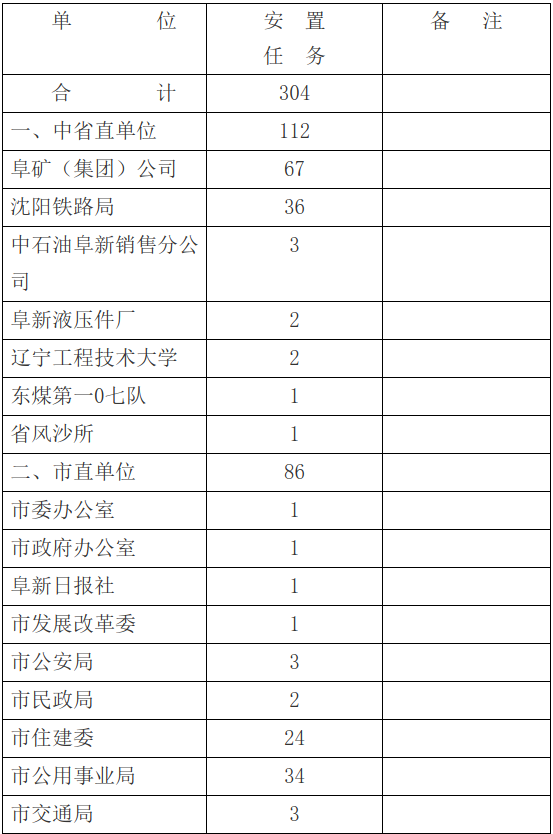 单 位 安 置 备 注
任 务
合 计 304
一、中省直单位 112
阜矿（集团）公司 67
沈阳铁路局 36
中石油阜新销售分公 3
司
阜新液压件厂 2
辽宁工程技术大学 2
东煤第一0七队 1
省风沙所 1
二、市直单位 86
市委办公室 1
市政府办公室 1
阜新日报社 1
市发展改革委 1
市公安局 3
市民政局 2
市住建委 24
市公用事业局 34
市交通局 3